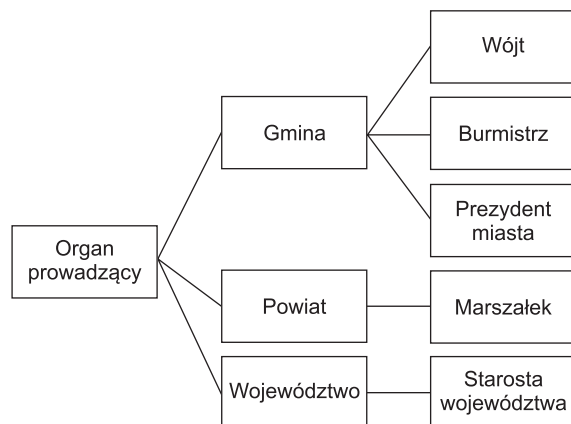 Organ
prowadzący
Gmina
Wójt
Burmistrz
Prezydent
miasta
Powiat
Marszałek
Województwo
Starosta
województwa